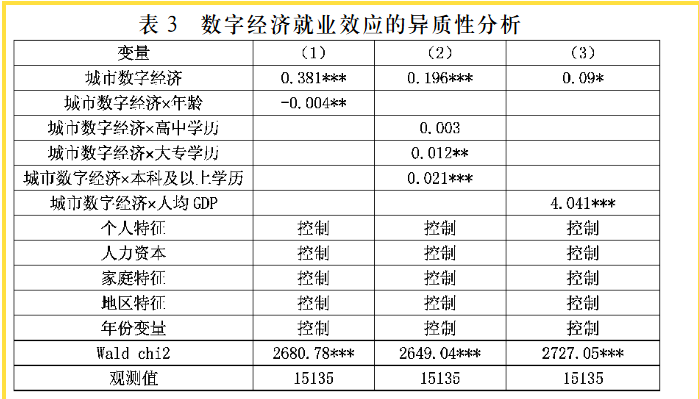 表 3 数字经济就业效应的异质性分析
变量 （1） （2） （3）
城市数字经济 0.381*** 0.196*** 0.09*
城市数字经济×年龄 -0.004**
城市数字经济×高中学历 0.003
城市数字经济×大专学历 0.012**
城市数字经济×本科及以上学历 0.021***
城市数字经济×人均GDP 4.041***
个人特征 控制 控制 控制
人力资本 控制 控制 控制
家庭特征 控制 控制 控制
地区特征 控制 控制 控制
年份变量 控制 控制 控制
Wald chi2 2680.78*** 2649.04*** 2727.05***
观测值 15135 15135 15135